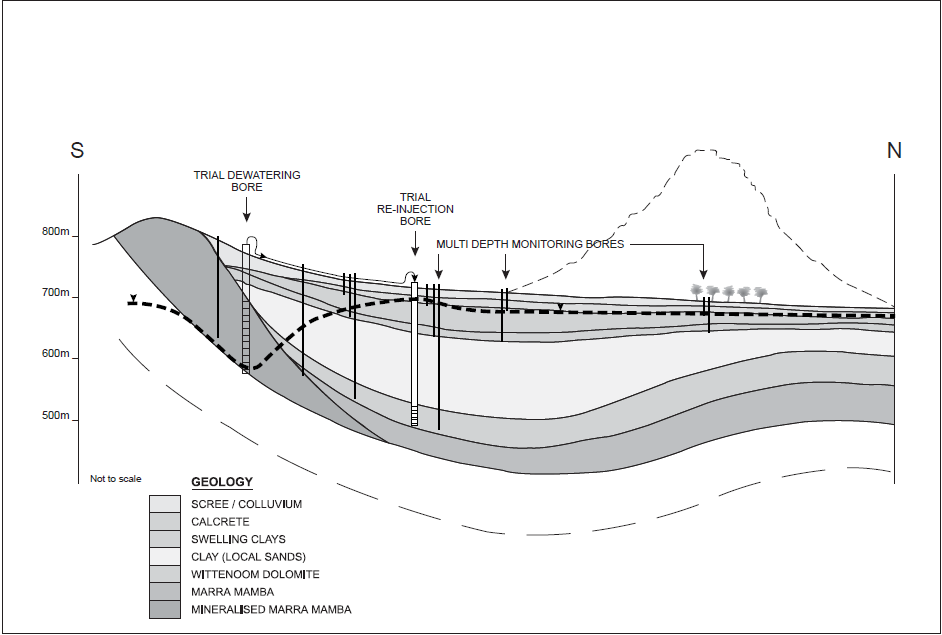 S
N
TRIAL DEWATERING
BORE
TRIAL
RE-INJECTION
BORE
MULTI DEPTH MONITORING BORES
800m
700m
600m
500m
Not to scale
GEOLOGY
SCREE / COLLUVIUM
CALCRETE
SWELLING CLAYS
CLAY (LOCAL SANDS)
WITTENOOM DOLOMITE
MARRA MAMBA
MINERALISED MARRA MAMBA